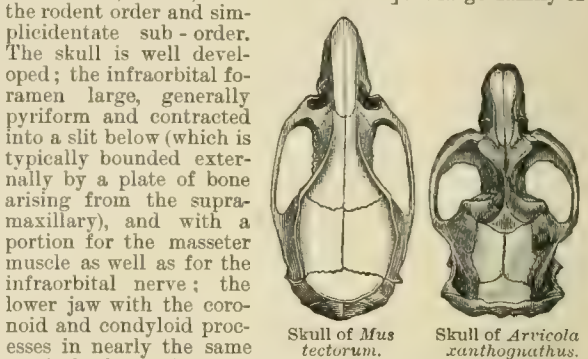 the rodent order and sim-
plicidentate sub-order.
The skull is well devel-
oped; the infraorbital fo-
ramen large, generally
pyriform and contracted
into a slit below (which is
typically bounded exter-
nally by a plate of bone
arising from the supra-
maxillary), and with a
portion for the masseter
muscle as well as for the
infraorbital nerve; the
lower jaw with the coro-
noid and condyloid proc-
esses in nearly the same
Skull of Mus
tectorum.
Skull of Arvicola
xanthognathus.